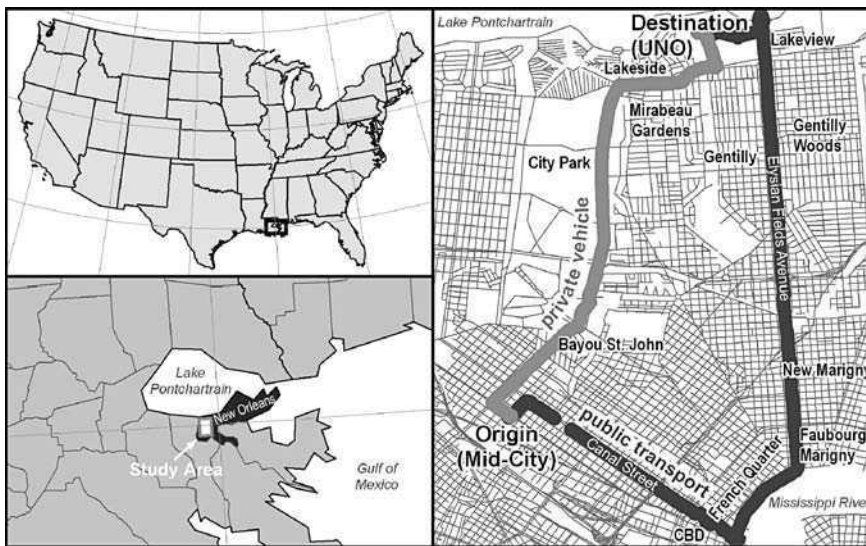 Lake
Pontchartrain
New Orleans
Study Area
Gulf of
Mexico
Lake Pontchartrain
Destination
(UNO)
Lakeview
Lakeside
Mirabeau
Gardens
Gentilly
Woods
City Park
Gentilly
Elysian Fields Avenue
private vehicle
Bayou St. John
New Marigny
Origin
(Mid-City)
public transport
Canal Street
French Quarter
Faubourg
Marigny
Mississippi River
CBD